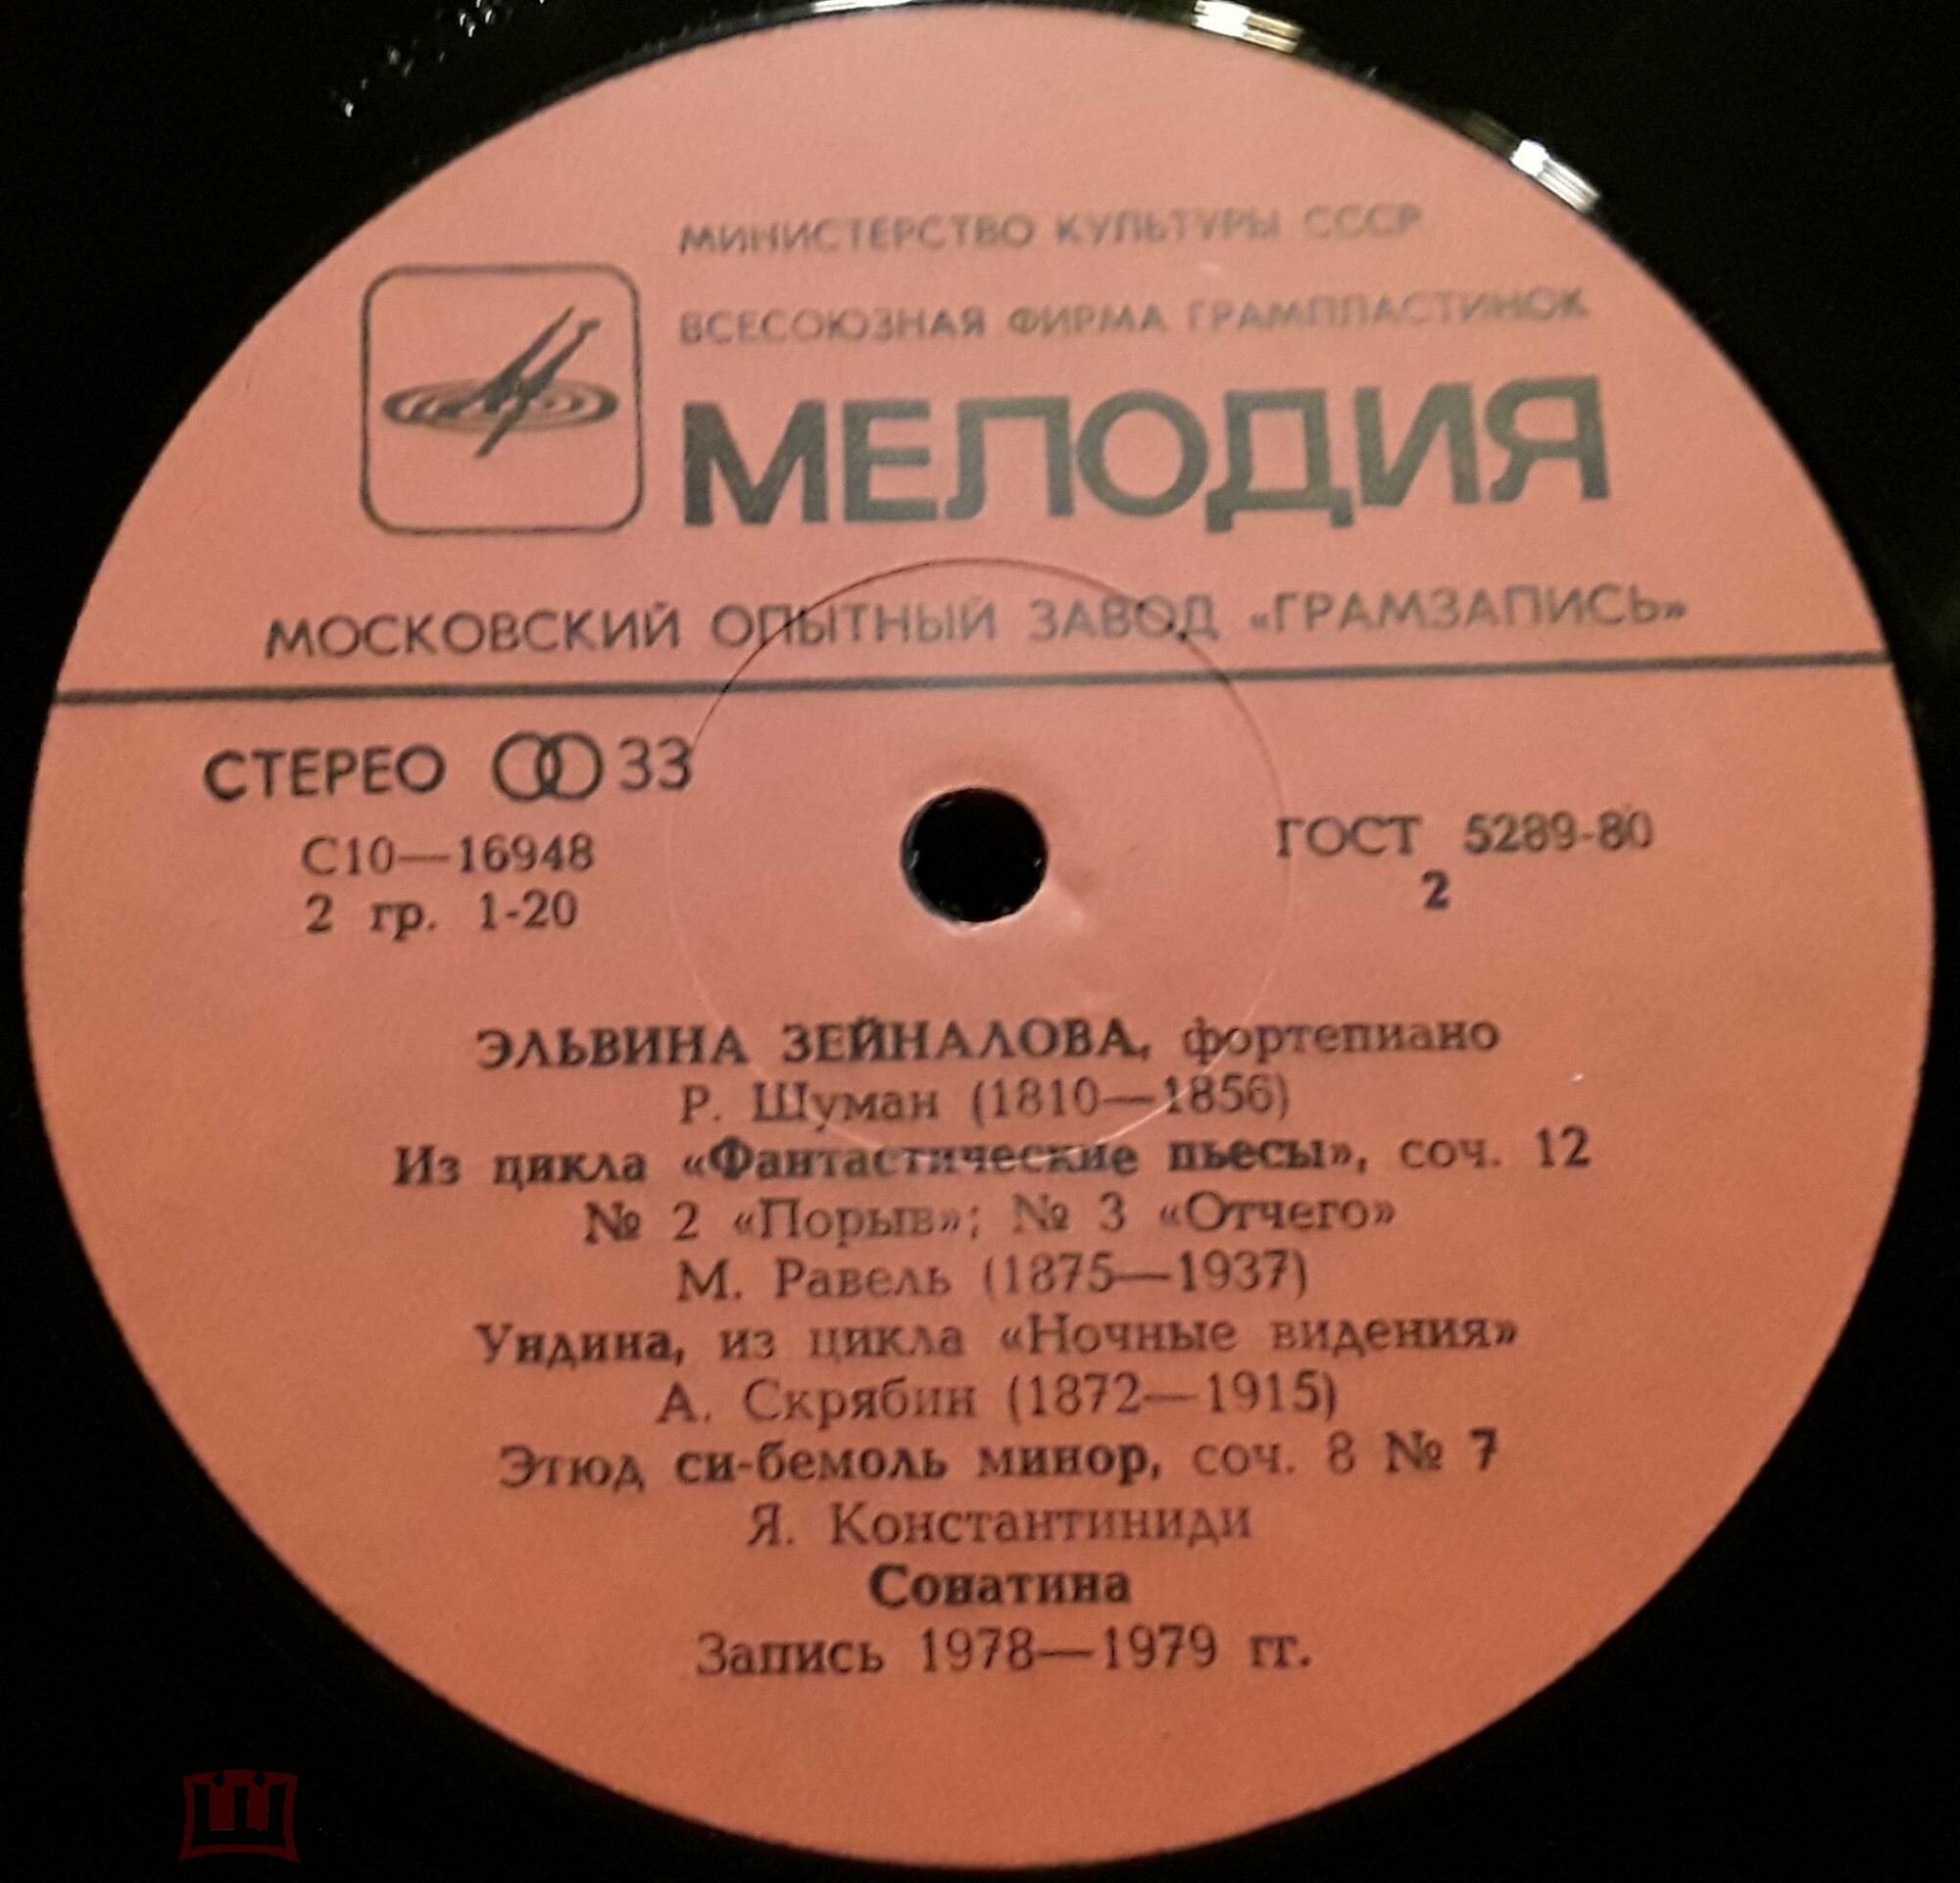 МИНИСТЕРСТВО КУЛЬТУРЫ СССР
ВСЕСОЮЗНАЯ ФИРМА ГРАМПЛАСТИНОК
МЕЛОДИЯ
МОСКОВСКИЙ ОПЫТНЫЙ ЗАВОД «ГРАМЗАПИСЬ»
СТЕРЕО 33
С10—16948
ГОСТ 5289-80
2 гр. 1-20
2
ЭЛЬВИНА ЗЕЙНАЛОВА, фортепиано
Р. Шуман (1810—1856)
Из цикла «Фантастические пьесы», соч. 12
№ 2 «Порыв»; № 3 «Отчего»
М. Равель (1875—1937)
Ундина, из цикла «Ночные видения»
А. Скрябин (1872—1915)
Этюд си-бемоль минор, соч. 8 № 7
Я. Константиниди
Сонатина
Запись 1978—1979 гг.